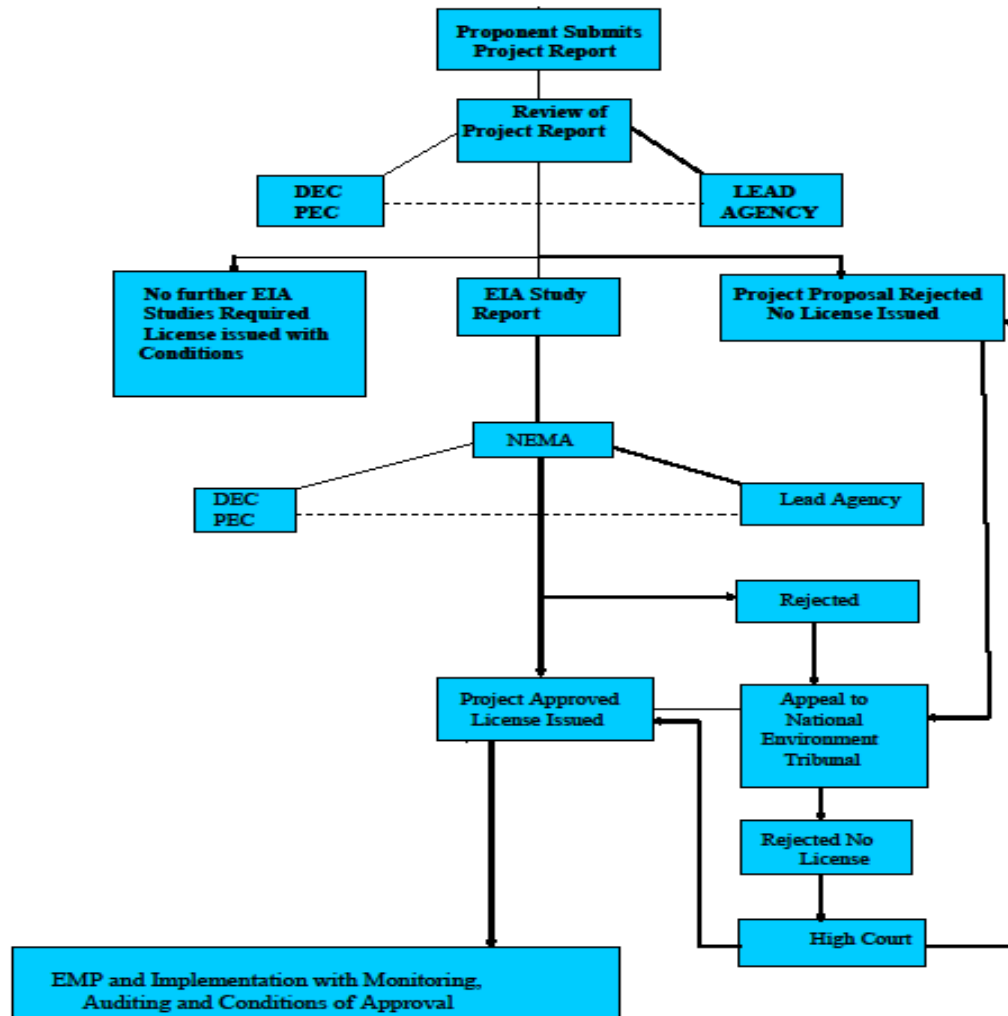 Proponent Submits
Project Report
Review of
Project Report
DEC
PEC
LEAD
AGENCY
No further EIA
Studies Required
License issued with
Conditions
EIA Study
Report
Project Proposal Rejected
No License Issued
NEMA
DEC
PEC
Lead Agency
Rejected
Project Approved
License Issued
Appeal to
National
Environment
Tribunal
Rejected No
License
High Court
EMP and Implementation with Monitoring,
Auditing and Conditions of Approval